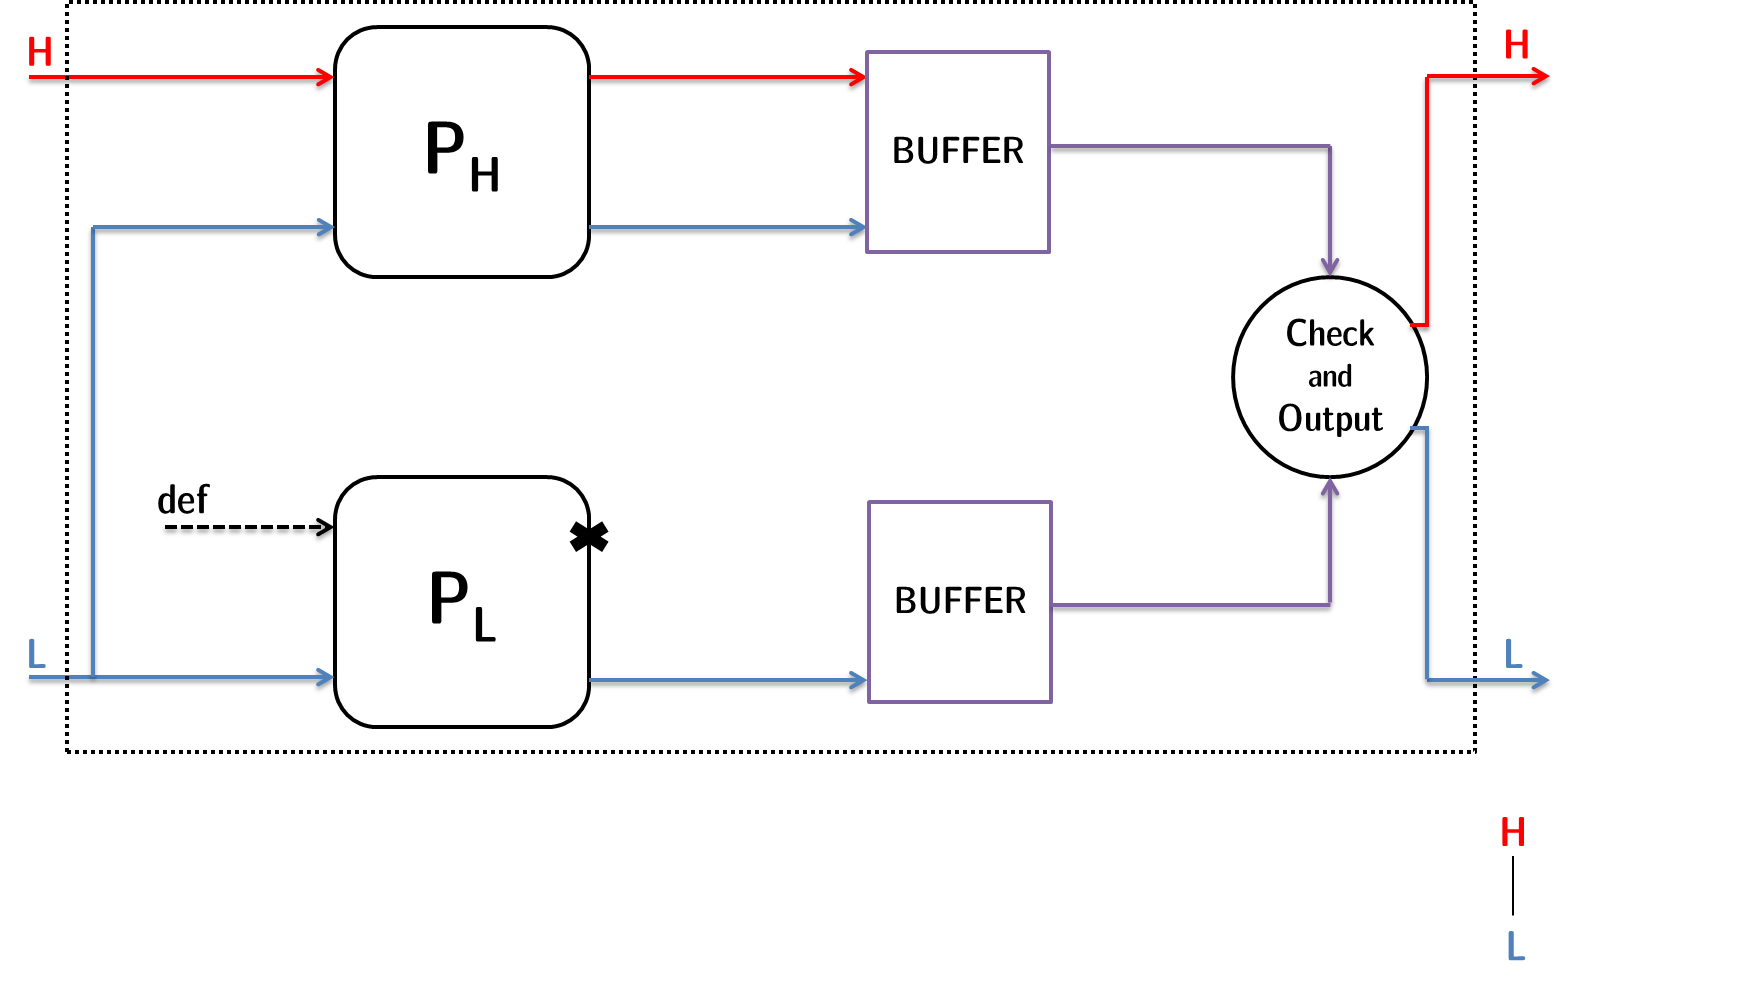 H
H
P H
BUFFER
Check
and
Output
def
P L
BUFFER
L
L
H
L